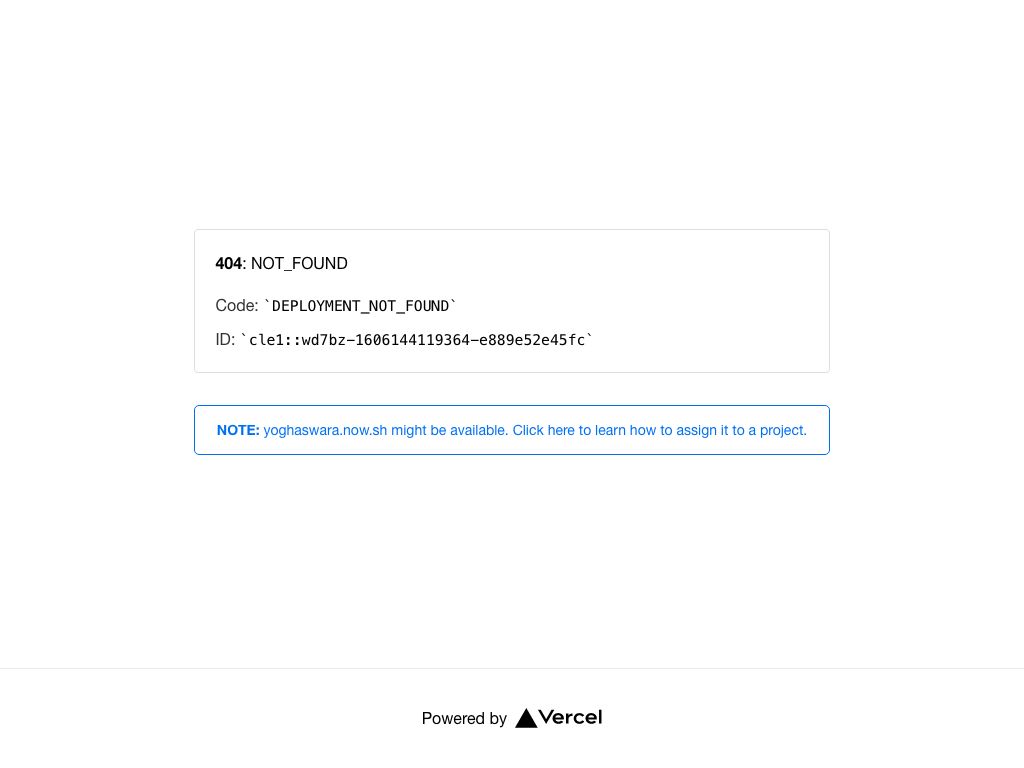 404: NOT_FOUND
Code: `DEPLOYMENT_NOT_FOUND`
ID: `cle1::wd7bz-1606144119364-e889e52e45fc`
NOTE: yoghaswara.now.sh might be available. Click here to learn how to assign it to a project.
Powered by Vercel